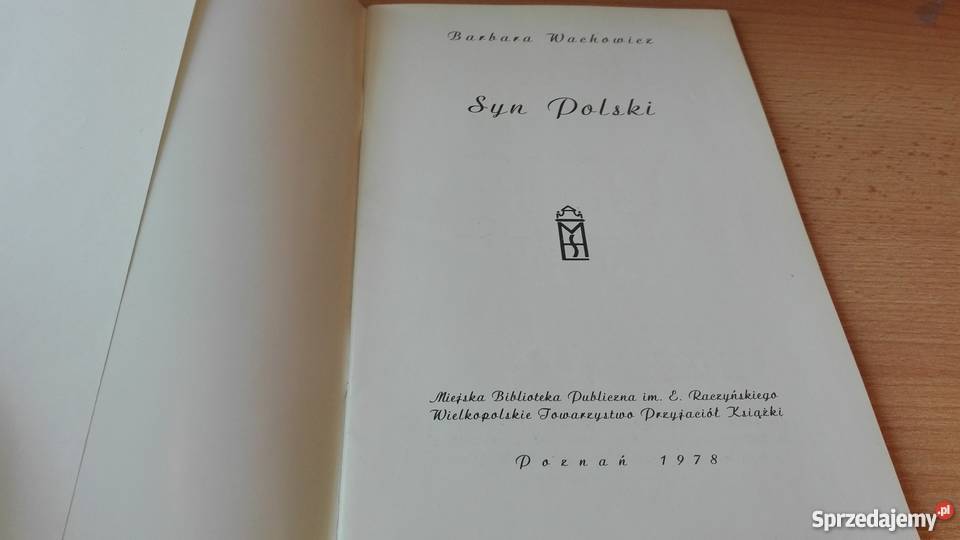 Barbara Wachowicz
Syn Polski
Miejska Biblioteka Publiczna im. E. Raczyńskiego
Wielkopolskie Towarzystwo Przyjaciół Książki
Poznań 1978
Sprzedajemy.pl